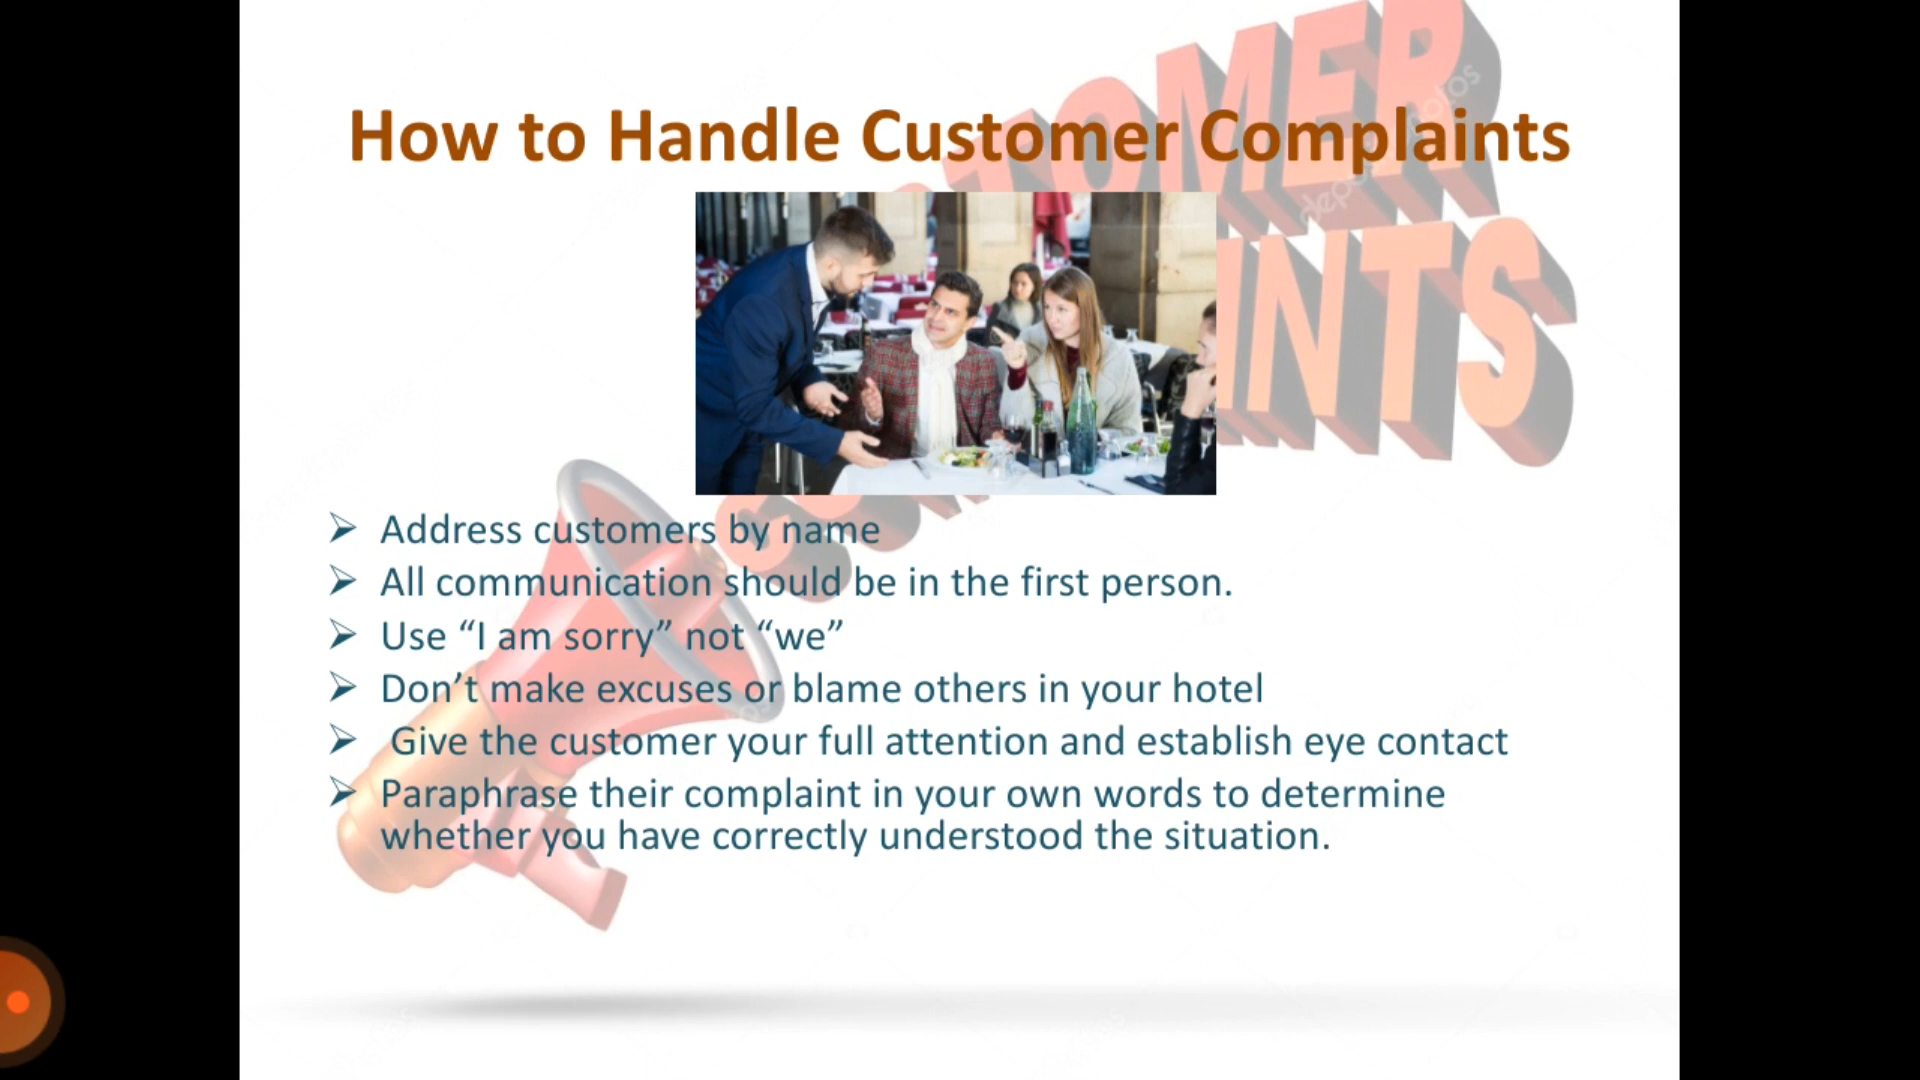 How to Handle Customer Complaints
➢ Address customers by name
➢ All communication should be in the first person.
➢ Use “I am sorry” not “we”
➢ Don’t make excuses or blame others in your hotel
➢ Give the customer your full attention and establish eye contact
➢ Paraphrase their complaint in your own words to determine
whether you have correctly understood the situation.